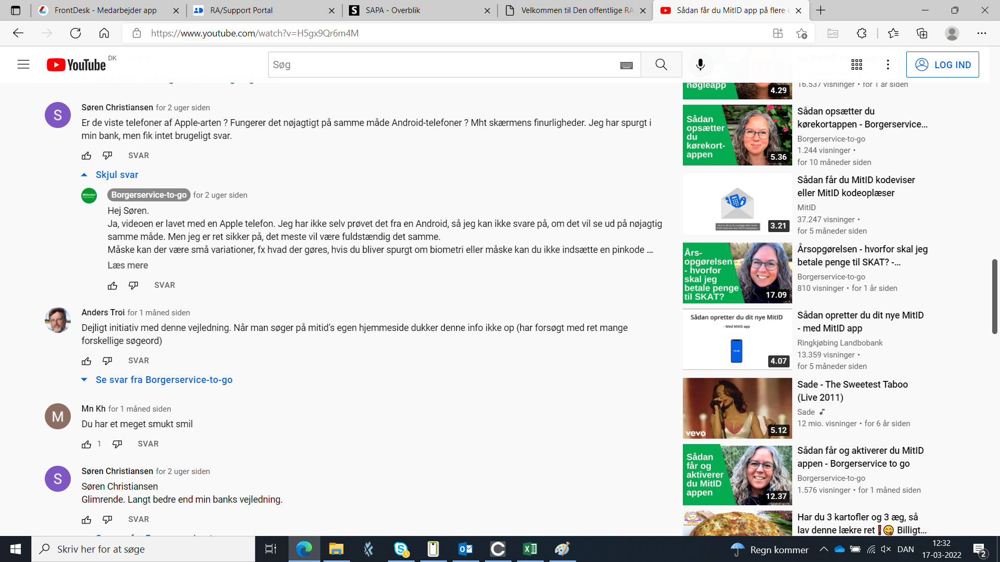 FrontDesk - Medarbejder app
RA/Support Portal
SAPA - Overblik
Velkommen til Den offentlige RA
Sådan får du MitID app på flere
https://www.youtube.com/watch?v=H5gx9Qr6m4M
YouTube DK
Søg
LOG IND
Søren Christiansen for 2 uger siden
Er de viste telefoner af Apple-arten ? Fungerer det nøjagtigt på samme måde Android-telefoner ? Mht skærmens finurligheder. Jeg har spurgt i
min bank, men fik intet brugeligt svar.
SVAR
Skjul svar
Borgerservice-to-go for 2 uger siden
Hej Søren.
Ja, videoen er lavet med en Apple telefon. Jeg har ikke selv prøvet det fra en Android, så jeg kan ikke svare på, om det vil se ud på nøjagtig
samme måde. Men jeg er ret sikker på, det meste vil være fuldstændig det samme.
Måske kan der være små variationer, fx hvad der gøres, hvis du bliver spurgt om biometri eller måske kan du ikke indsætte en pinkode ...
Læs mere
SVAR
Anders Troi for 1 måned siden
Dejligt initiativ med denne vejledning. Når man søger på mitid's egen hjemmeside dukker denne info ikke op (har forsøgt med ret mange
forskellige søgeord)
SVAR
Se svar fra Borgerservice-to-go
Mn Kh for 1 måned siden
Du har et meget smukt smil
1 SVAR
Søren Christiansen for 2 uger siden
Søren Christiansen
Glimrende. Langt bedre end min banks vejledning.
SVAR
nøgleapp
4.29
16.537 visninger • for 1 år siden
Sådan
opsætter
du
kørekort-
appen
5.36
Sådan opsætter du
kørekortappen - Borgerservice...
Borgerservice-to-go
1.244 visninger •
for 10 måneder siden
3.21
Sådan får du MitID kodeviser
eller MitID kodeoplæser
MitID
37.247 visninger •
for 5 måneder siden
Års-
opgørelsen
- hvorfor
skal jeg
betale penge
til SKAT?
17.09
Årsopgørelsen - hvorfor skal jeg
betale penge til SKAT? -...
Borgerservice-to-go
810 visninger • for 1 år siden
Sådan opretter du dit nye MitID
- Med MitID app
4.07
Sådan opretter du dit nye MitID
- med MitID app
Ringkjøbing Landbobank
13.359 visninger •
for 5 måneder siden
vevo
5.12
Sade - The Sweetest Taboo
(Live 2011)
Sade
12 mio. visninger • for 6 år siden
Sådan
får og
aktiverer
du MitID
appen
12.37
Sådan får og aktiverer du MitID
appen - Borgerservice to go
Borgerservice-to-go
1.576 visninger • for 1 måned siden
Har du 3 kartofler og 3 æg, så
lav denne lækre ret❗😋 Billigt...
Skriv her for at søge
Regn kommer
DAN
12:32
17-03-2022
2